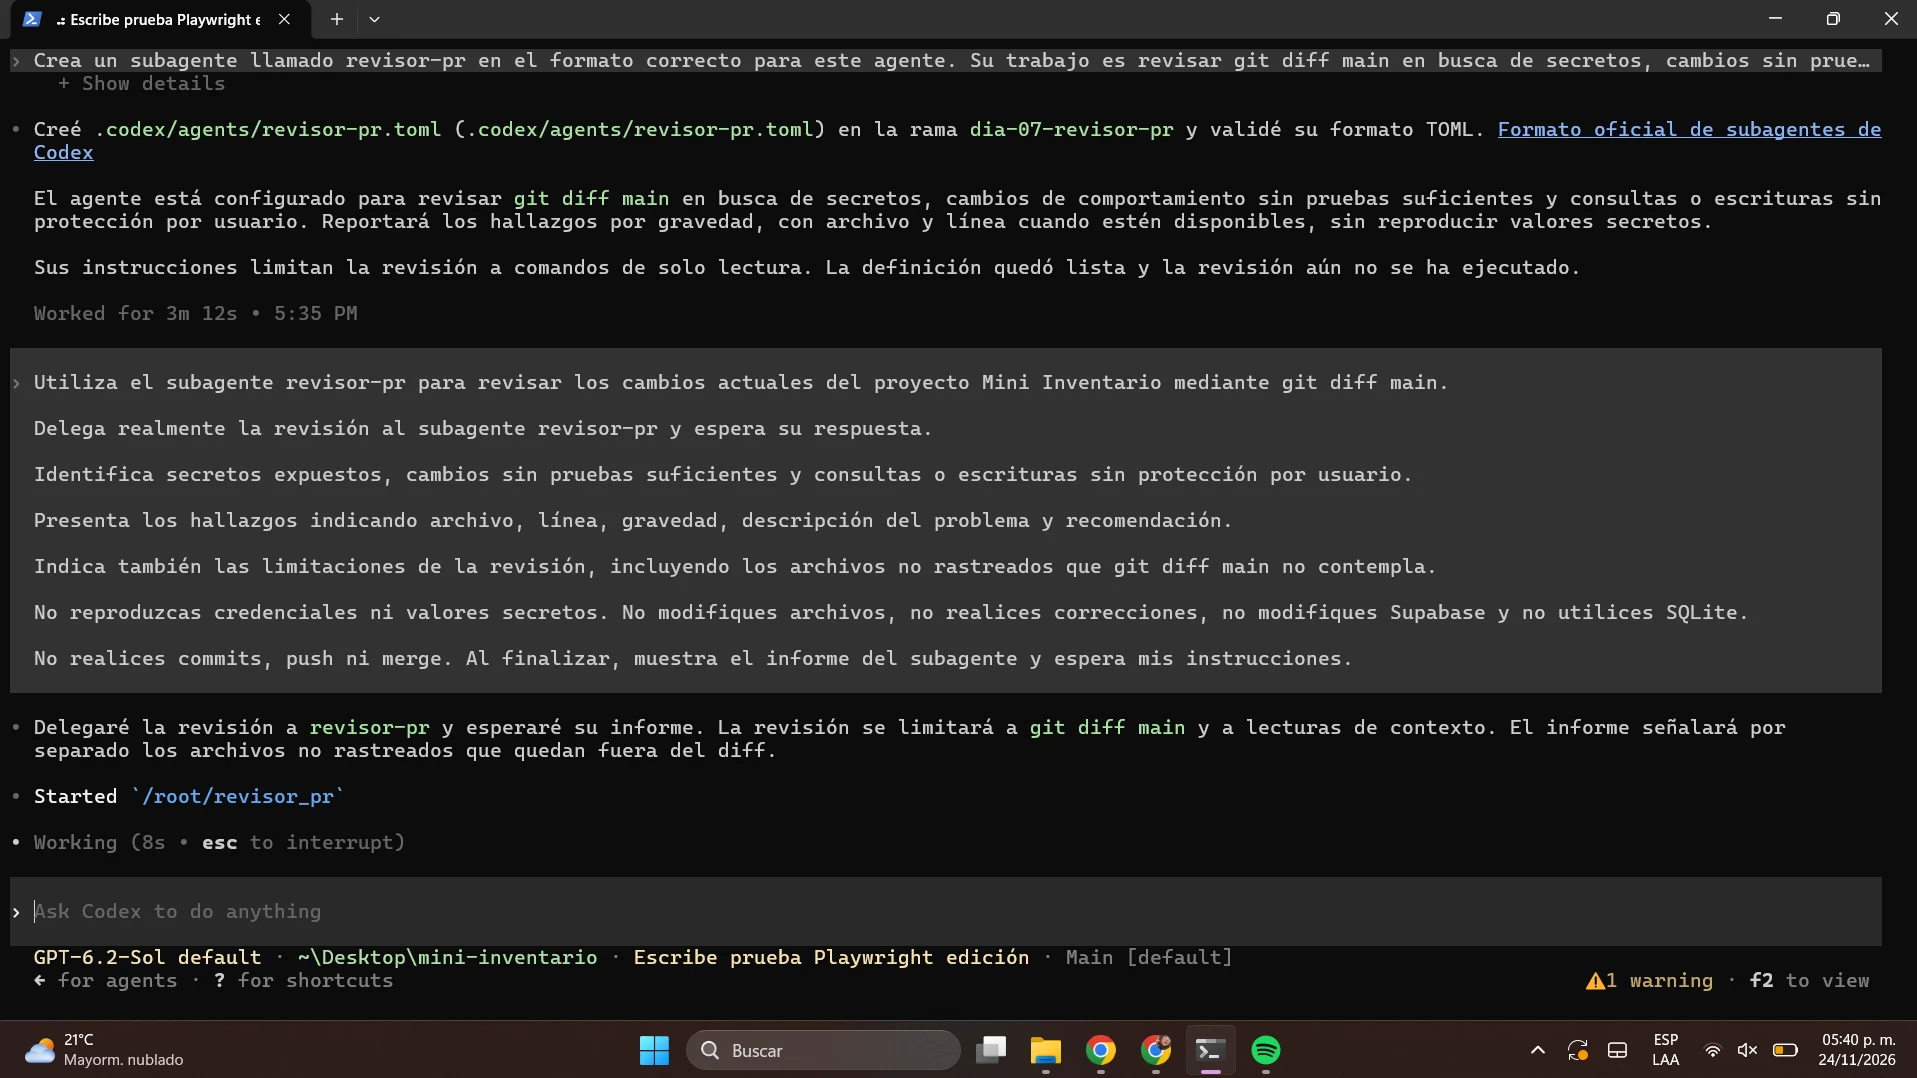 Escribe prueba Playwright e
› Crea un subagente llamado revisor-pr en el formato correcto para este agente. Su trabajo es revisar git diff main en busca de secretos, cambios sin prue…
+ Show details
• Creé .codex/agents/revisor-pr.toml (.codex/agents/revisor-pr.toml) en la rama dia-07-revisor-pr y validé su formato TOML. Formato oficial de subagentes de
Codex
El agente está configurado para revisar git diff main en busca de secretos, cambios de comportamiento sin pruebas suficientes y consultas o escrituras sin
protección por usuario. Reportará los hallazgos por gravedad, con archivo y línea cuando estén disponibles, sin reproducir valores secretos.
Sus instrucciones limitan la revisión a comandos de solo lectura. La definición quedó lista y la revisión aún no se ha ejecutado.
Worked for 3m 12s • 5:35 PM
› Utiliza el subagente revisor-pr para revisar los cambios actuales del proyecto Mini Inventario mediante git diff main.
Delega realmente la revisión al subagente revisor-pr y espera su respuesta.
Identifica secretos expuestos, cambios sin pruebas suficientes y consultas o escrituras sin protección por usuario.
Presenta los hallazgos indicando archivo, línea, gravedad, descripción del problema y recomendación.
Indica también las limitaciones de la revisión, incluyendo los archivos no rastreados que git diff main no contempla.
No reproduzcas credenciales ni valores secretos. No modifiques archivos, no realices correcciones, no modifiques Supabase y no utilices SQLite.
No realices commits, push ni merge. Al finalizar, muestra el informe del subagente y espera mis instrucciones.
• Delegaré la revisión a revisor-pr y esperaré su informe. La revisión se limitará a git diff main y a lecturas de contexto. El informe señalará por
separado los archivos no rastreados que quedan fuera del diff.
• Started `/root/revisor_pr`
• Working (8s • esc to interrupt)
› Ask Codex to do anything
GPT-6.2-Sol default · ~\Desktop\mini-inventario · Escribe prueba Playwright edición · Main [default]
← for agents · ? for shortcuts
⚠1 warning · f2 to view
21°C
Mayorm. nublado
Buscar
ESP
LAA
05:40 p. m.
24/11/2026